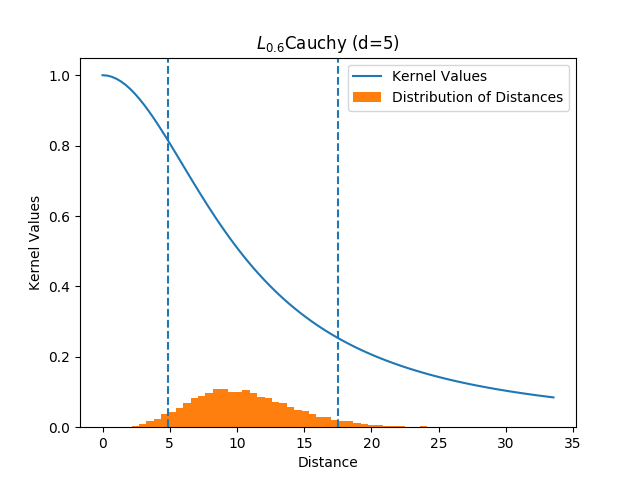 L0.6Cauchy (d=5)
Kernel Values
Distribution of Distances
Kernel Values
1.0
0.8
0.6
0.4
0.2
0.0
0 5 10 15 20 25 30 35
Distance